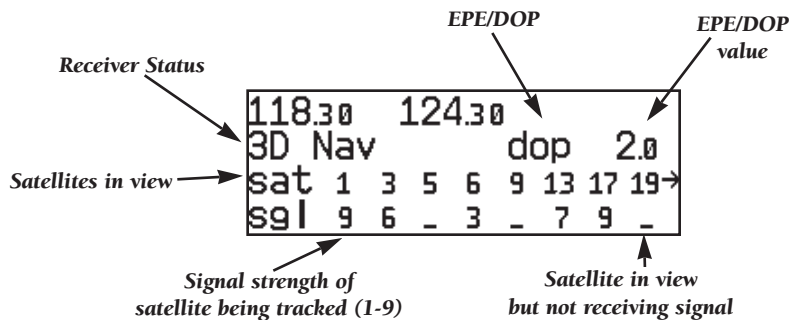 EPE/DOP
EPE/DOP
value
Receiver Status
118.30 124.30
3D Nav dop 2.0
Satellites in view
sat 1 3 5 6 9 13 17 19→
sgl 9 6 _ 3 _ 7 9 _
Signal strength of
satellite being tracked (1-9)
Satellite in view
but not receiving signal